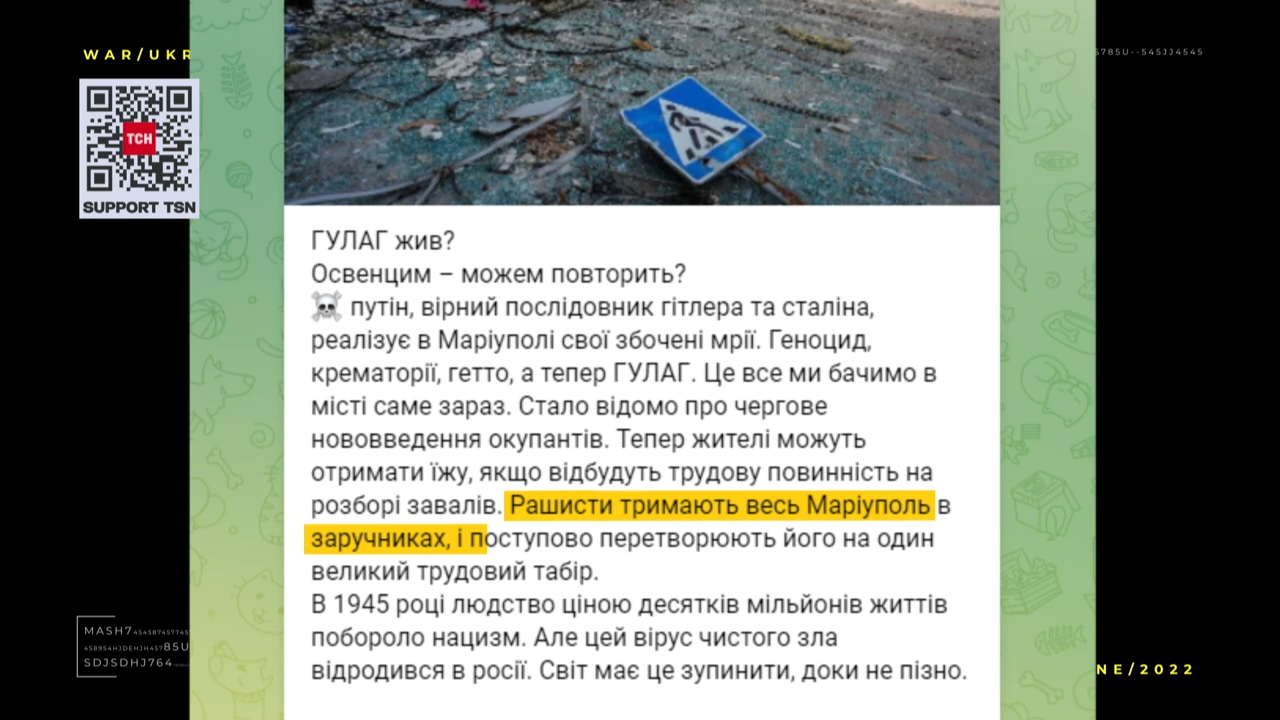 WAR/UKR
5785U--545JJ4545
ТСН
SUPPORT TSN
ГУЛАГ жив?
Освенцим – можем повторить?
☠️ путін, вірний послідовник гітлера та сталіна,
реалізує в Маріуполі свої збочені мрії. Геноцид,
крематорії, гетто, а тепер ГУЛАГ. Це все ми бачимо в
місті саме зараз. Стало відомо про чергове
нововведення окупантів. Тепер жителі можуть
отримати їжу, якщо відбудуть трудову повинність на
розборі завалів. Рашисти тримають весь Маріуполь в
заручниках, і поступово перетворюють його на один
великий трудовий табір.
В 1945 році людство ціною десятків мільйонів життів
побороло нацизм. Але цей вірус чистого зла
відродився в росії. Світ має це зупинити, доки не пізно.
MASH7
85U
SDJSDHJ764
NE/2022